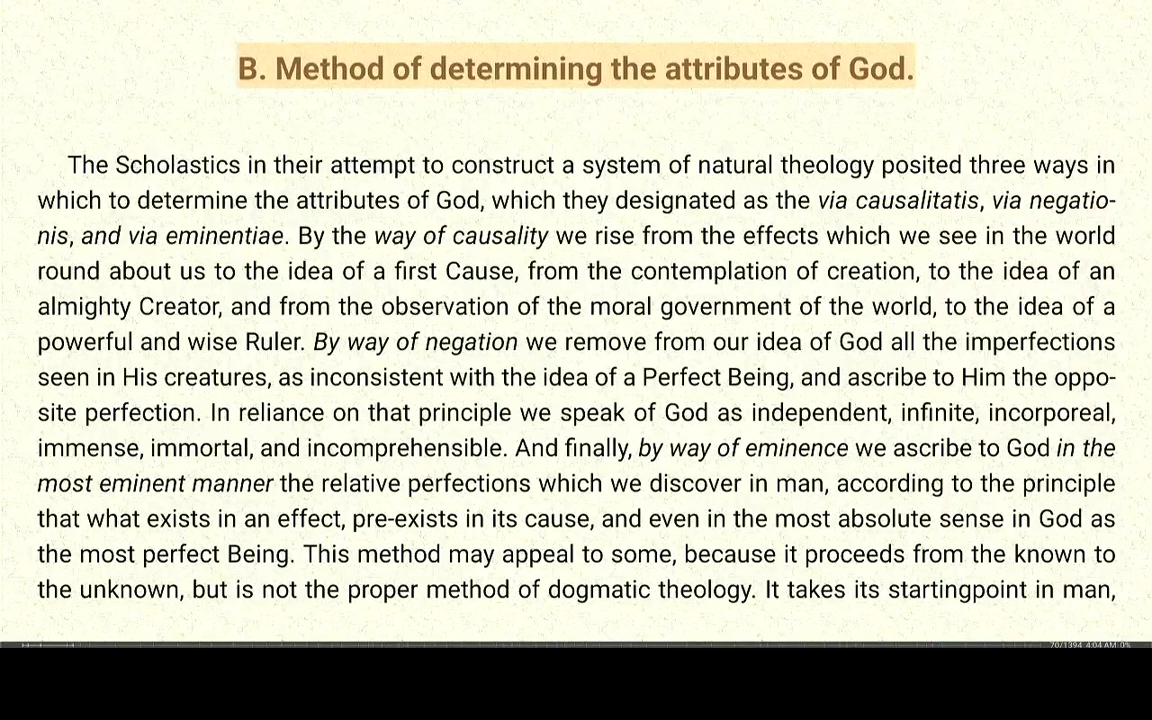 B. Method of determining the attributes of God.
The Scholastics in their attempt to construct a system of natural theology posited three ways in
which to determine the attributes of God, which they designated as the via causalitatis, via negatio-
nis, and via eminentiae. By the way of causality we rise from the effects which we see in the world
round about us to the idea of a first Cause, from the contemplation of creation, to the idea of an
almighty Creator, and from the observation of the moral government of the world, to the idea of a
powerful and wise Ruler. By way of negation we remove from our idea of God all the imperfections
seen in His creatures, as inconsistent with the idea of a Perfect Being, and ascribe to Him the oppo-
site perfection. In reliance on that principle we speak of God as independent, infinite, incorporeal,
immense, immortal, and incomprehensible. And finally, by way of eminence we ascribe to God in the
most eminent manner the relative perfections which we discover in man, according to the principle
that what exists in an effect, pre-exists in its cause, and even in the most absolute sense in God as
the most perfect Being. This method may appeal to some, because it proceeds from the known to
the unknown, but is not the proper method of dogmatic theology. It takes its startingpoint in man,
70/1394 4:04 AM 0%